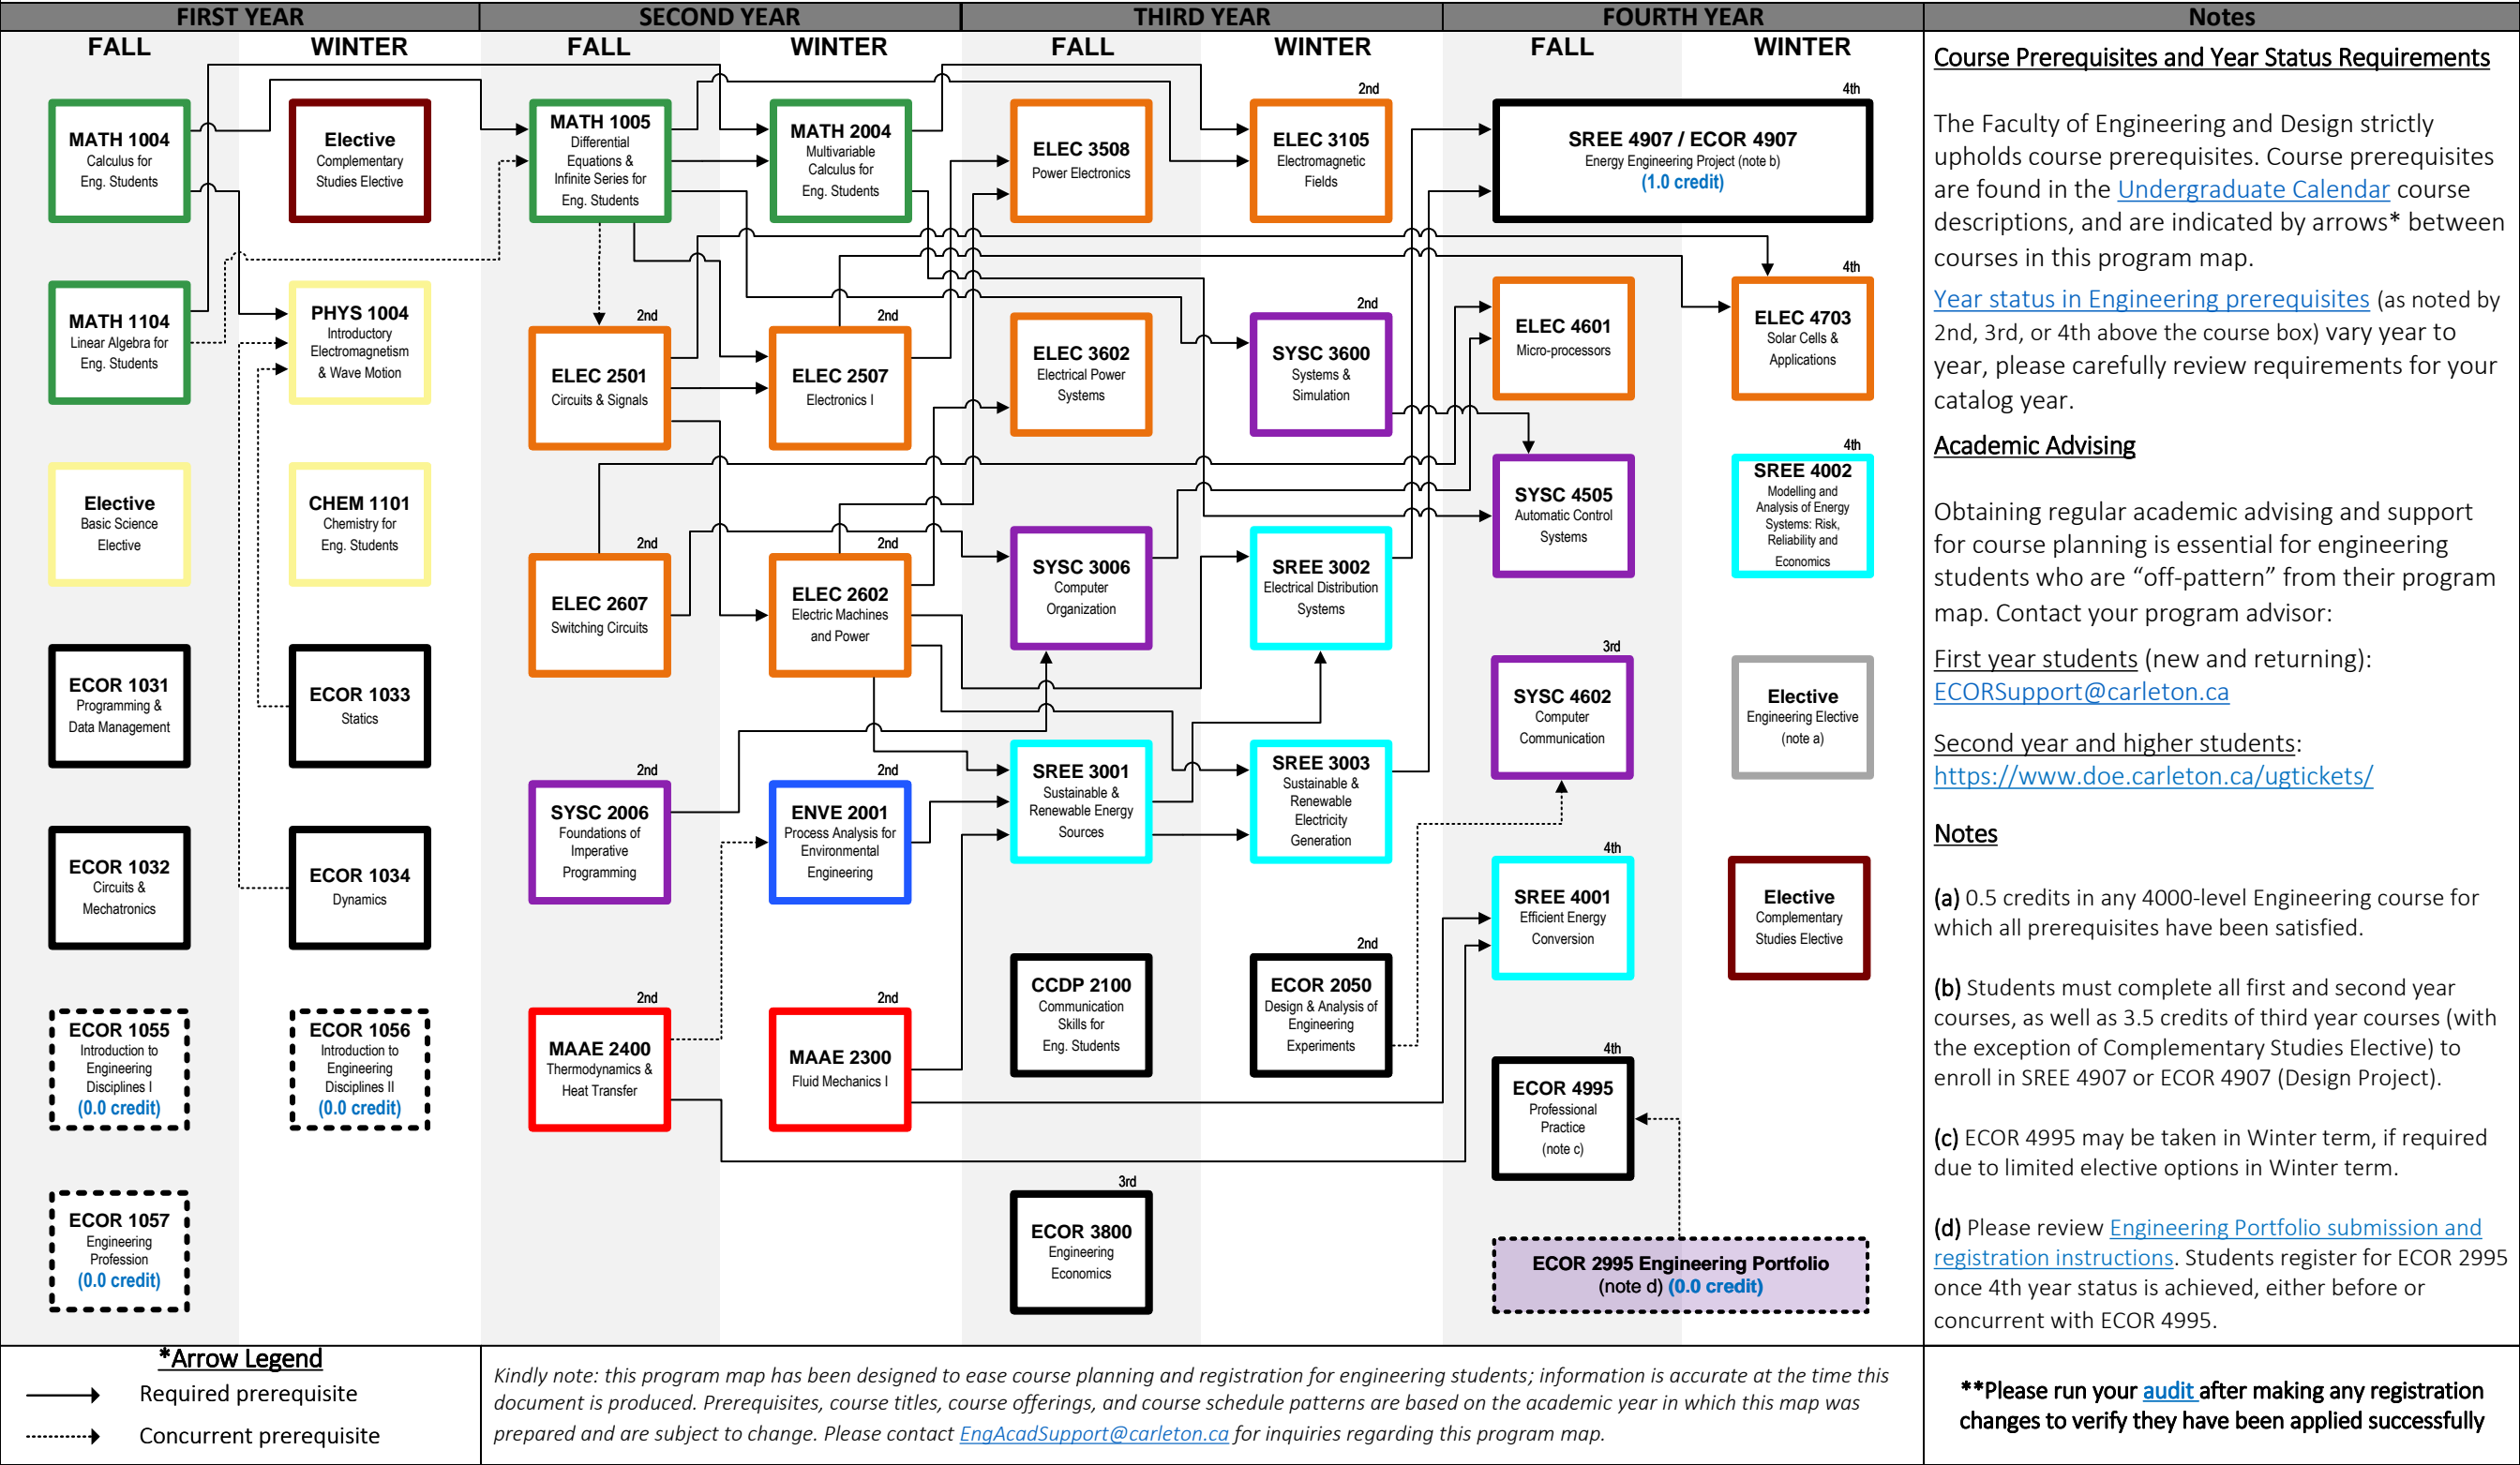 FIRST YEAR
SECOND YEAR
THIRD YEAR
FOURTH YEAR
Notes
FALL
WINTER
FALL
WINTER
FALL
WINTER
FALL
WINTER
MATH 1004
Calculus for
Eng. Students
MATH 1104
Linear Algebra for
Eng. Students
Elective
Basic Science
Elective
ECOR 1031
Programming &
Data Management
ECOR 1032
Circuits &
Mechatronics
ECOR 1055
Introduction to
Engineering
Disciplines I
(0.0 credit)
ECOR 1057
Engineering
Profession
(0.0 credit)
Elective
Complementary
Studies Elective
PHYS 1004
Introductory
Electromagnetism
& Wave Motion
CHEM 1101
Chemistry for
Eng. Students
ECOR 1033
Statics
ECOR 1034
Dynamics
ECOR 1056
Introduction to
Engineering
Disciplines II
(0.0 credit)
MATH 1005
Differential
Equations &
Infinite Series for
Eng. Students
2nd
ELEC 2501
Circuits & Signals
2nd
ELEC 2607
Switching Circuits
2nd
SYSC 2006
Foundations of
Imperative
Programming
2nd
MAAE 2400
Thermodynamics &
Heat Transfer
MATH 2004
Multivariable
Calculus for
Eng. Students
2nd
ELEC 2507
Electronics I
2nd
ELEC 2602
Electric Machines
and Power
2nd
ENVE 2001
Process Analysis for
Environmental
Engineering
2nd
MAAE 2300
Fluid Mechanics I
ELEC 3508
Power Electronics
ELEC 3602
Electrical Power
Systems
SYSC 3006
Computer
Organization
SREE 3001
Sustainable &
Renewable Energy
Sources
CCDP 2100
Communication
Skills for
Eng. Students
3rd
ECOR 3800
Engineering
Economics
2nd
ELEC 3105
Electromagnetic
Fields
2nd
SYSC 3600
Systems &
Simulation
SREE 3002
Electrical Distribution
Systems
SREE 3003
Sustainable &
Renewable
Electricity
Generation
2nd
ECOR 2050
Design & Analysis of
Engineering
Experiments
4th
SREE 4907 / ECOR 4907
Energy Engineering Project (note b)
(1.0 credit)
ELEC 4601
Micro-processors
SYSC 4505
Automatic Control
Systems
3rd
SYSC 4602
Computer
Communication
4th
SREE 4001
Efficient Energy
Conversion
4th
ECOR 4995
Professional
Practice
(note c)
ECOR 2995 Engineering Portfolio
(note d) (0.0 credit)
4th
ELEC 4703
Solar Cells &
Applications
4th
SREE 4002
Modelling and
Analysis of Energy
Systems: Risk,
Reliability and
Economics
Elective
Engineering Elective
(note a)
Elective
Complementary
Studies Elective
Course Prerequisites and Year Status Requirements
The Faculty of Engineering and Design strictly
upholds course prerequisites. Course prerequisites
are found in the Undergraduate Calendar course
descriptions, and are indicated by arrows* between
courses in this program map.
Year status in Engineering prerequisites (as noted by
2nd, 3rd, or 4th above the course box) vary year to
year, please carefully review requirements for your
catalog year.
Academic Advising
Obtaining regular academic advising and support
for course planning is essential for engineering
students who are “off-pattern” from their program
map. Contact your program advisor:
First year students (new and returning):
ECORSupport@carleton.ca
Second year and higher students:
https://www.doe.carleton.ca/ugtickets/
Notes
(a) 0.5 credits in any 4000-level Engineering course for
which all prerequisites have been satisfied.
(b) Students must complete all first and second year
courses, as well as 3.5 credits of third year courses (with
the exception of Complementary Studies Elective) to
enroll in SREE 4907 or ECOR 4907 (Design Project).
(c) ECOR 4995 may be taken in Winter term, if required
due to limited elective options in Winter term.
(d) Please review Engineering Portfolio submission and
registration instructions. Students register for ECOR 2995
once 4th year status is achieved, either before or
concurrent with ECOR 4995.
*Arrow Legend
Required prerequisite
Concurrent prerequisite
Kindly note: this program map has been designed to ease course planning and registration for engineering students; information is accurate at the time this
document is produced. Prerequisites, course titles, course offerings, and course schedule patterns are based on the academic year in which this map was
prepared and are subject to change. Please contact EngAcadSupport@carleton.ca for inquiries regarding this program map.
**Please run your audit after making any registration
changes to verify they have been applied successfully